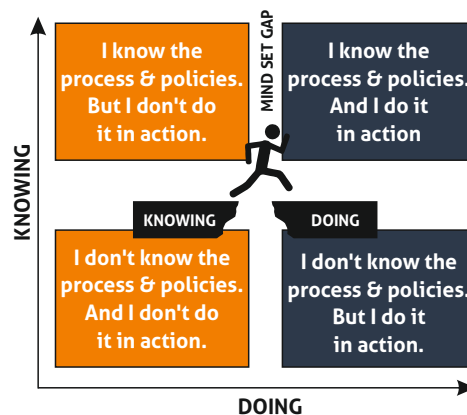 I know the
process & policies.
But I don't do
it in action.
MIND SET GAP
I know the
process & policies.
And I do it
in action
KNOWING
KNOWING
DOING
I don't know the
process & policies.
And I don't do
it in action.
I don't know the
process & policies.
But I do it
in action.
DOING